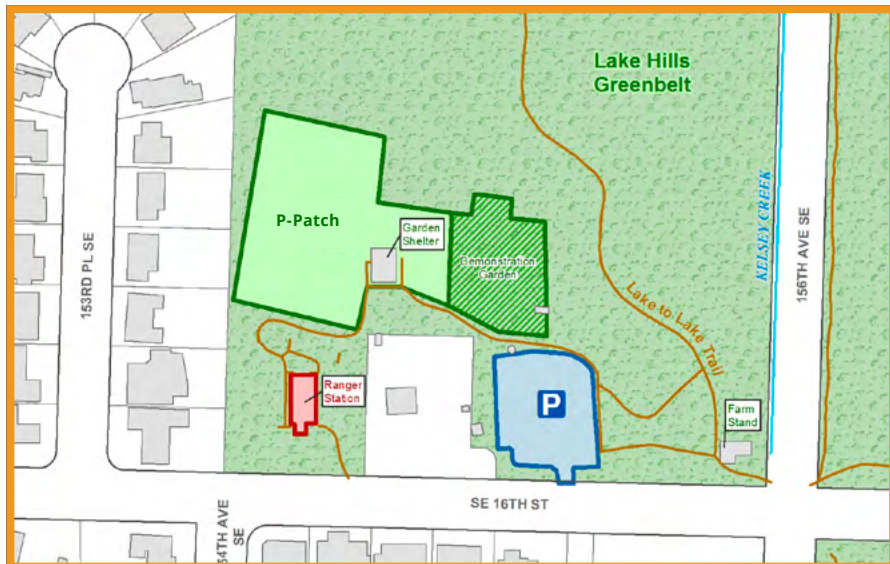 Lake Hills
Greenbelt
P-Patch
Garden
Shelter
Demonstration
Garden
KELSEY CREEK
156TH AVE SE
153RD PL SE
Lake to Lake Trail
Ranger
Station
P
Farm
Stand
SE 16TH ST
54TH AVE
SE